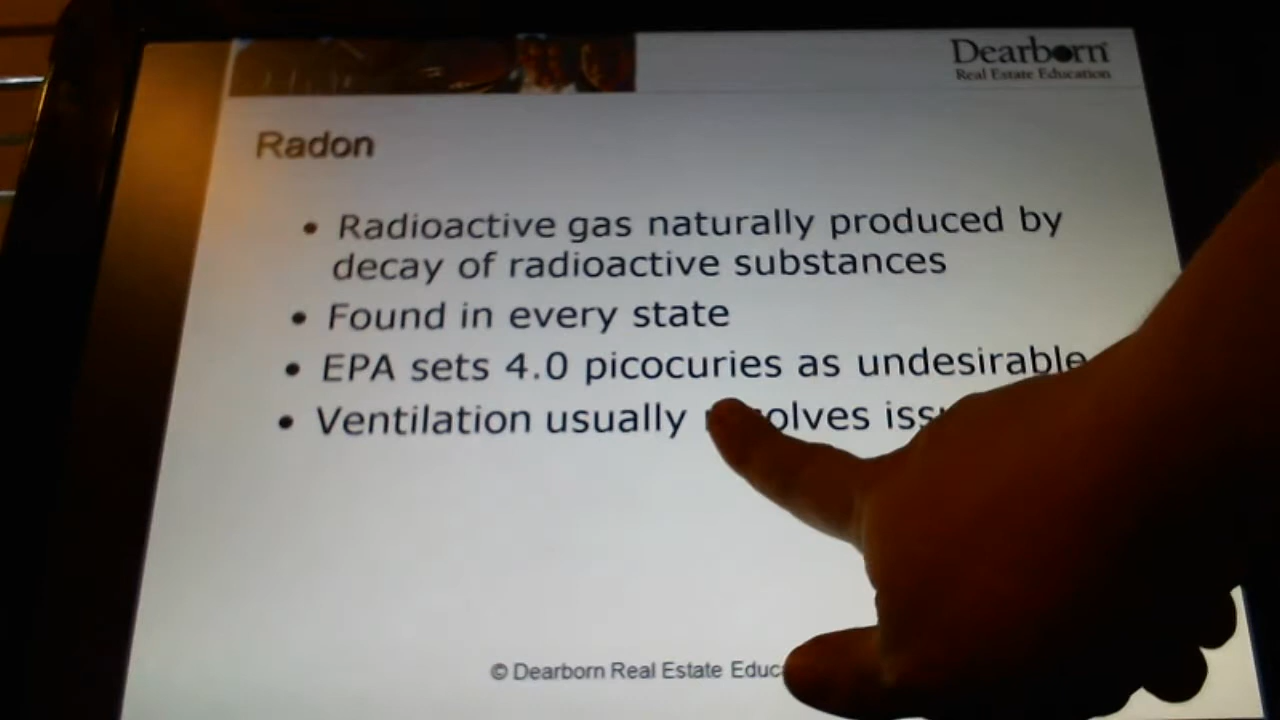 Dearborn
Real Estate Education
Radon
• Radioactive gas naturally produced by
decay of radioactive substances
• Found in every state
• EPA sets 4.0 picocuries as undesirable
• Ventilation usually
© Dearborn Real Estate